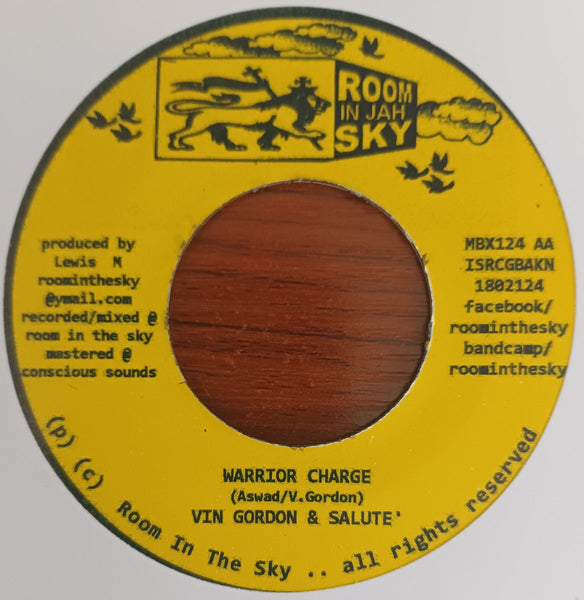 ROOM
IN JAH
SKY
produced by
Lewis M
roominthesky
@ymail.com
recorded/mixed @
room in the sky
mastered @
conscious sounds
MBX124 AA
ISRCGBAKN
1802124
facebook/
roominthesky
bandcamp/
roominthesky
WARRIOR CHARGE
(Aswad/V.Gordon)
VIN GORDON & SALUTE'
(p) (c) Room In The Sky .. all rights reserved